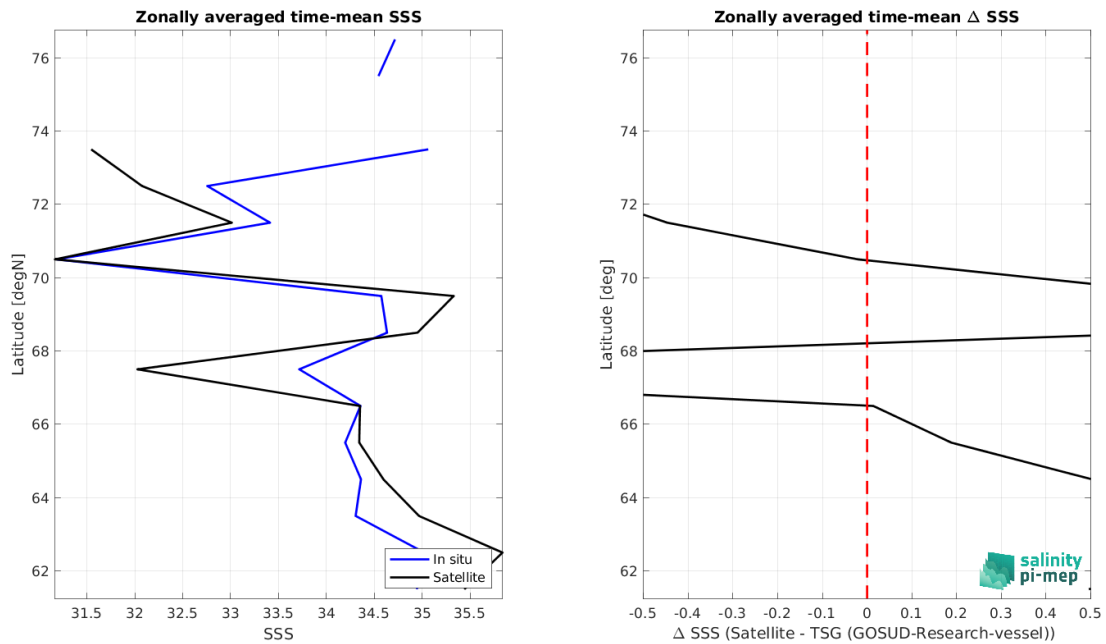 Zonally averaged time-mean SSS
76
74
72
70
68
66
64
62
Latitude [degN]
31.5 32 32.5 33 33.5 34 34.5 35 35.5
SSS
In situ
Satellite
Zonally averaged time-mean Δ SSS
76
74
72
70
68
66
64
62
Latitude [deg]
-0.5 -0.4 -0.3 -0.2 -0.1 0 0.1 0.2 0.3 0.4 0.5
Δ SSS (Satellite - TSG (GOSUD-Research-vessel))
salinity
pi-mep